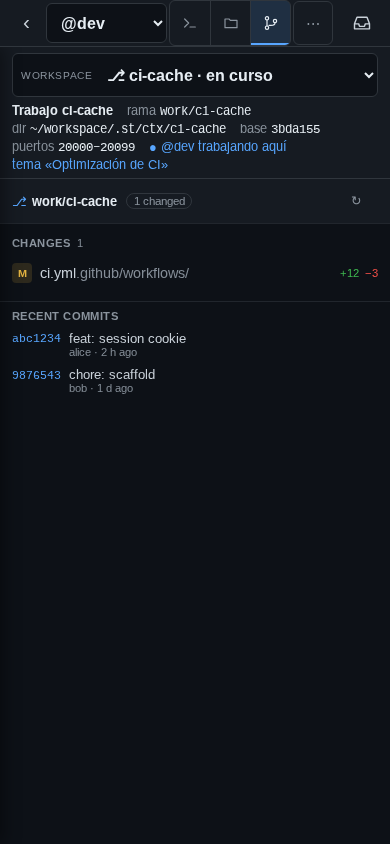 @dev
WORKSPACE ci-cache · en curso
Trabajo ci-cache rama work/ci-cache
dir ~/workspace/.st/ctx/ci-cache base 3bda155
puertos 20000–20099 ● @dev trabajando aquí
tema «Optimización de CI»
work/ci-cache 1 changed
CHANGES 1
M ci.yml .github/workflows/ +12 −3
RECENT COMMITS
abc1234 feat: session cookie
alice · 2 h ago
9876543 chore: scaffold
bob · 1 d ago